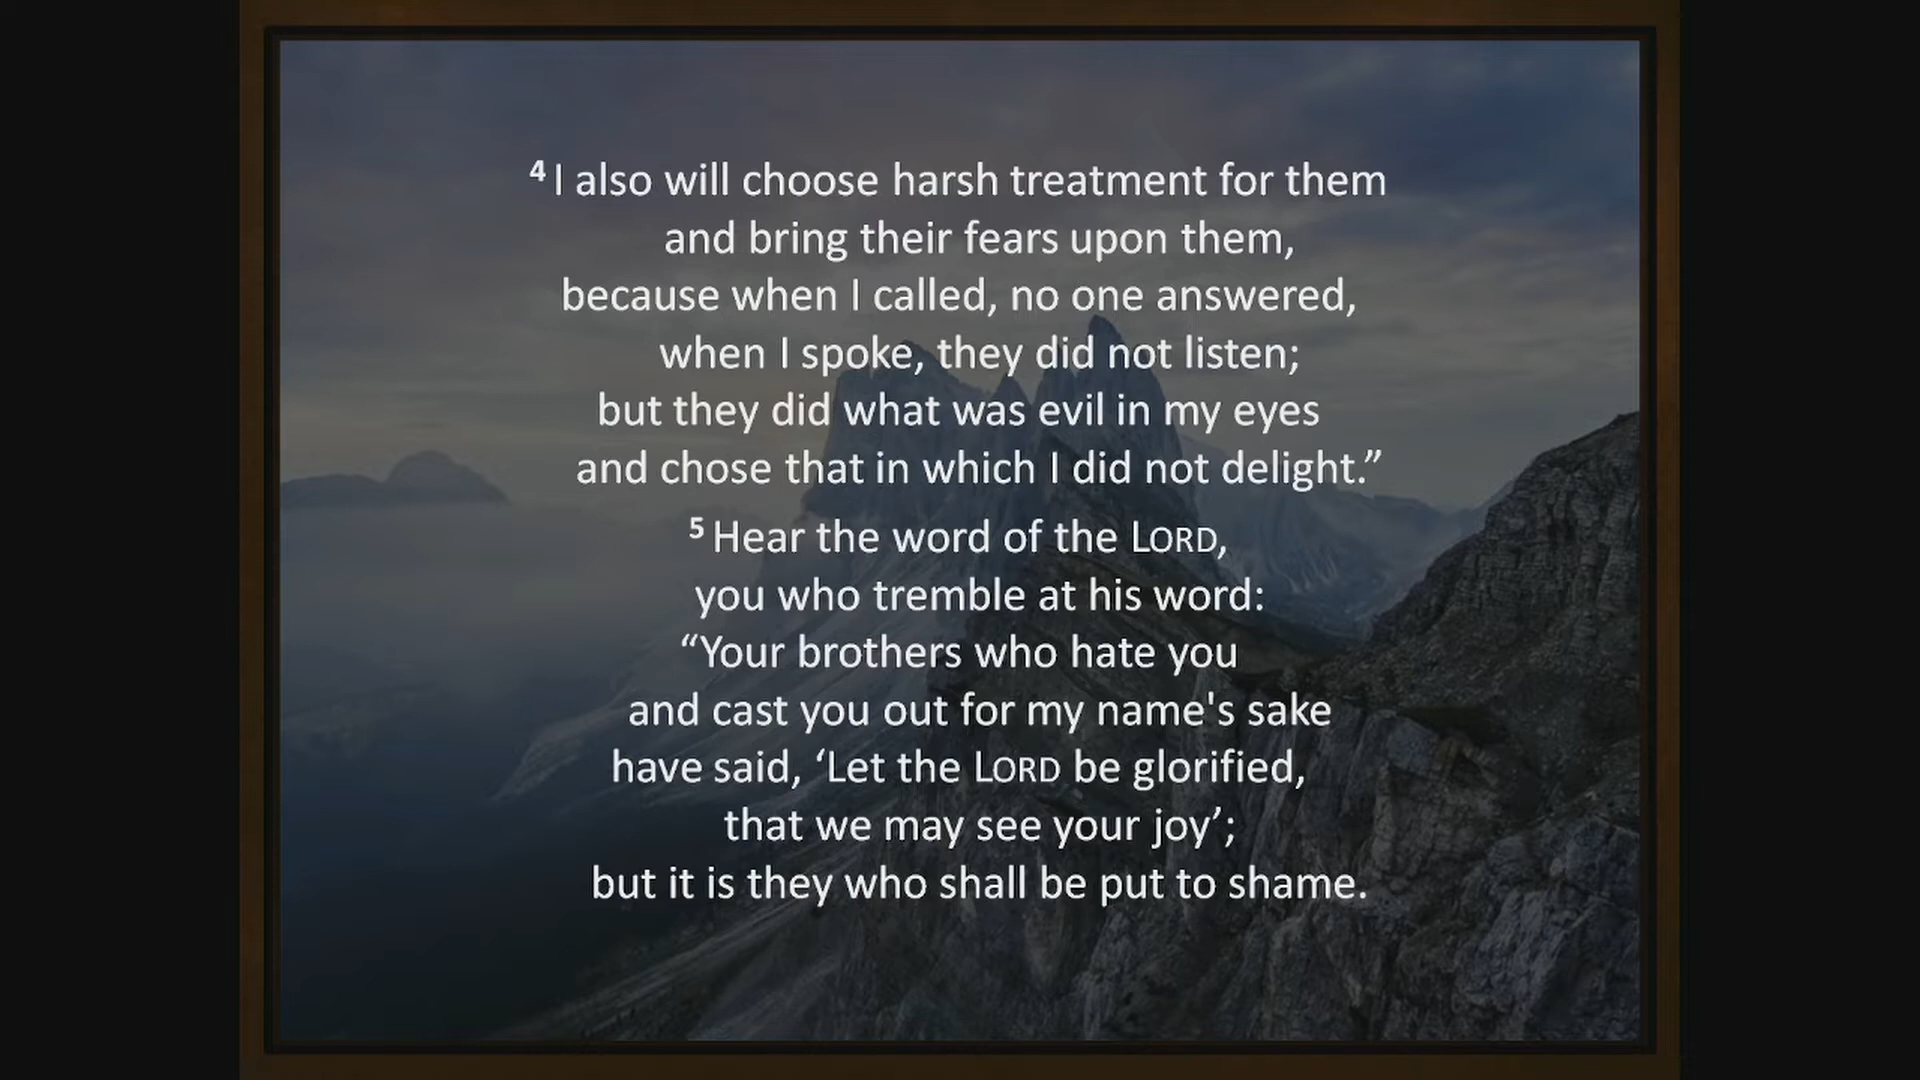 4 I also will choose harsh treatment for them
and bring their fears upon them,
because when I called, no one answered,
when I spoke, they did not listen;
but they did what was evil in my eyes
and chose that in which I did not delight.”
5 Hear the word of the LORD,
you who tremble at his word:
“Your brothers who hate you
and cast you out for my name's sake
have said, ‘Let the LORD be glorified,
that we may see your joy’;
but it is they who shall be put to shame.